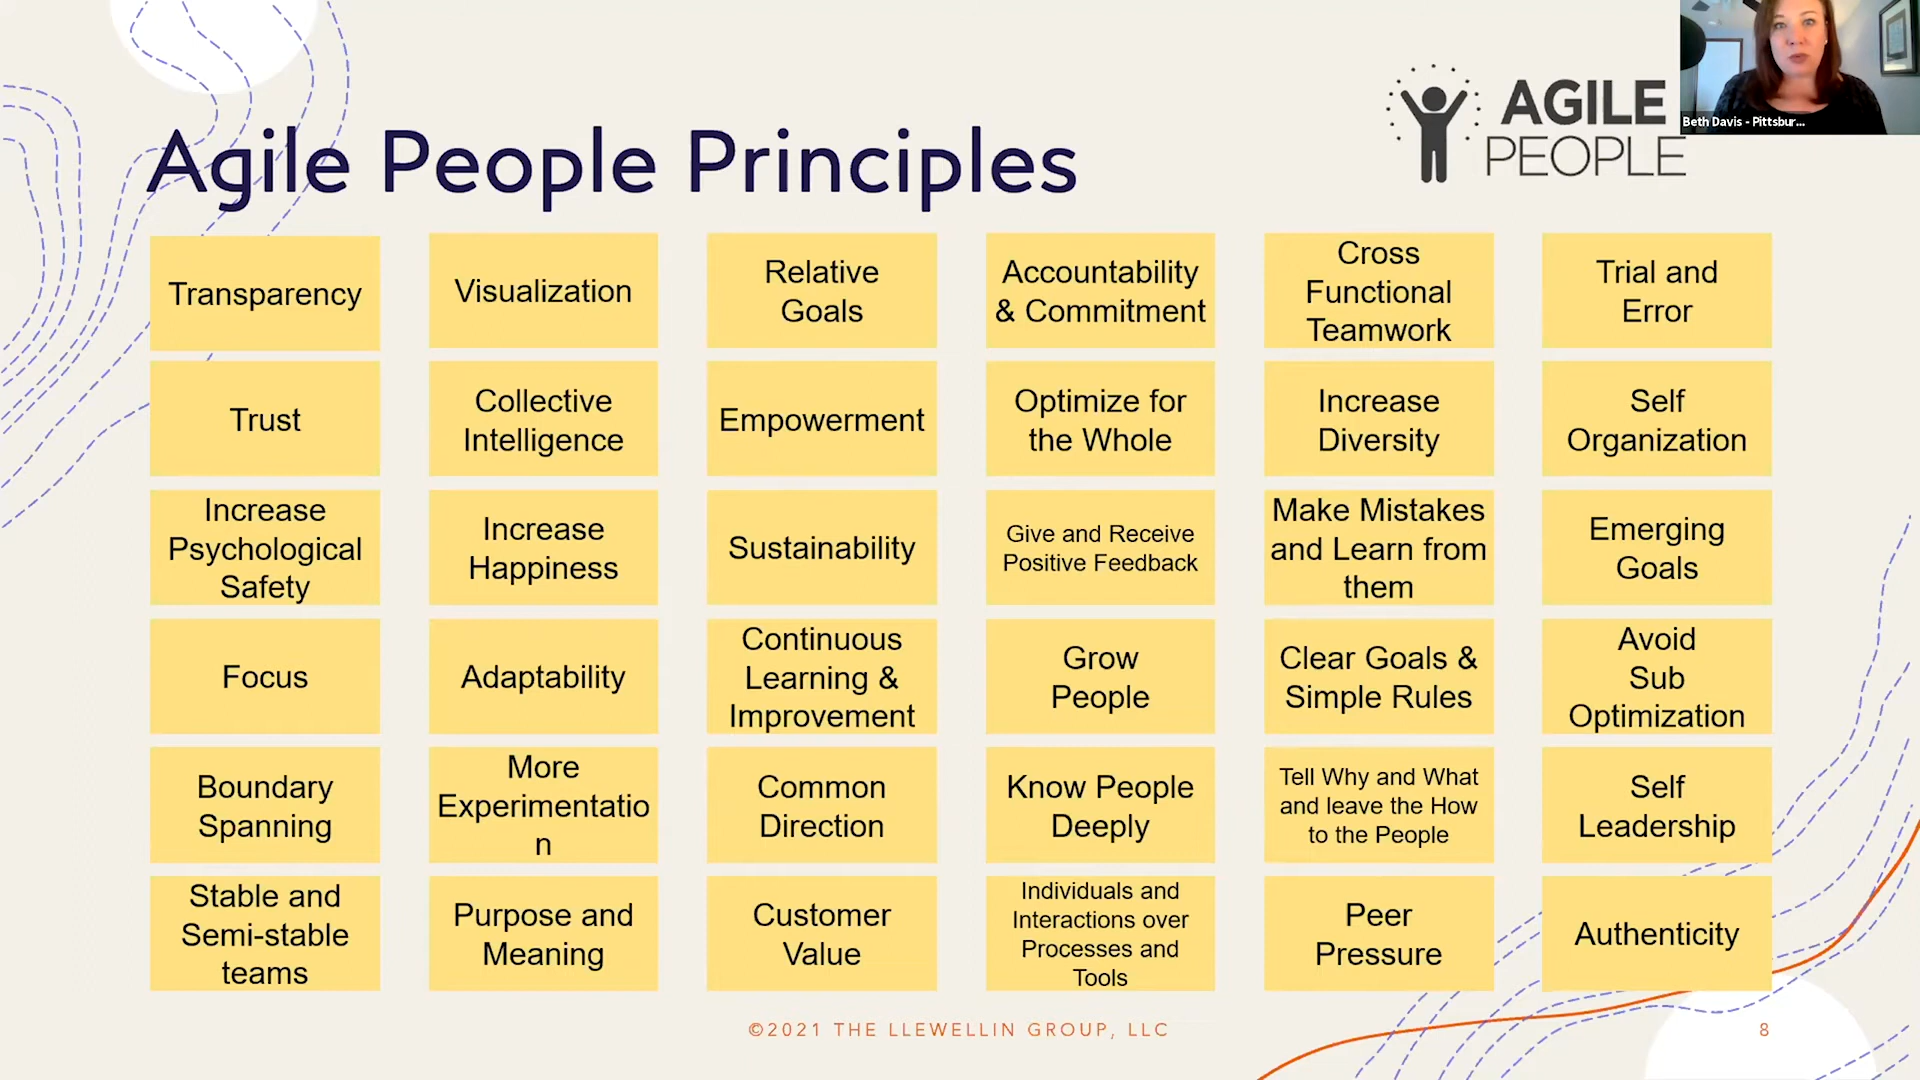 Agile People Principles
AGILE
PEOPLE
Beth Davis - Pittsbur...
Transparency
Visualization
Relative
Goals
Accountability
& Commitment
Cross
Functional
Teamwork
Trial and
Error
Trust
Collective
Intelligence
Empowerment
Optimize for
the Whole
Increase
Diversity
Self
Organization
Increase
Psychological
Safety
Increase
Happiness
Sustainability
Give and Receive
Positive Feedback
Make Mistakes
and Learn from
them
Emerging
Goals
Focus
Adaptability
Continuous
Learning &
Improvement
Grow
People
Clear Goals &
Simple Rules
Avoid
Sub
Optimization
Boundary
Spanning
More
Experimentatio
n
Common
Direction
Know People
Deeply
Tell Why and What
and leave the How
to the People
Self
Leadership
Stable and
Semi-stable
teams
Purpose and
Meaning
Customer
Value
Individuals and
Interactions over
Processes and
Tools
Peer
Pressure
Authenticity
©2021 THE LLEWELLIN GROUP, LLC
8